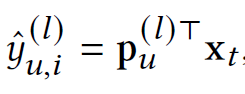 ŷ_{u,i}^{(l)} = p_u^{(l)⊤} x_t,